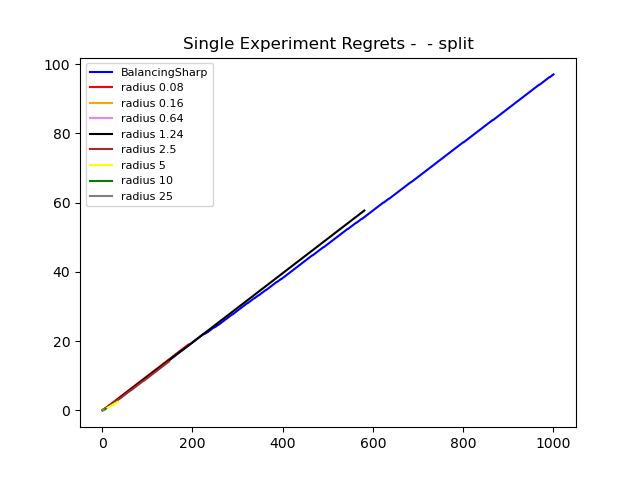 Single Experiment Regrets -  - split
100
80
60
40
20
0
BalancingSharp
radius 0.08
radius 0.16
radius 0.64
radius 1.24
radius 2.5
radius 5
radius 10
radius 25
0 200 400 600 800 1000